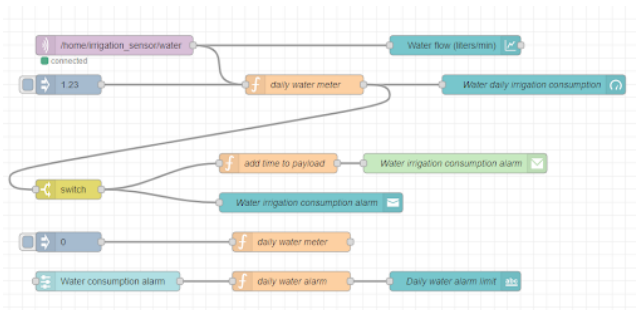 /home/irrigation_sensor/water
Water flow (liters/min)
connected
1.23
daily water meter
Water daily irrigation consumption
add time to payload
Water irrigation consumption alarm
switch
Water irrigation consumption alarm
0
daily water meter
Water consumption alarm
daily water alarm
Daily water alarm limit